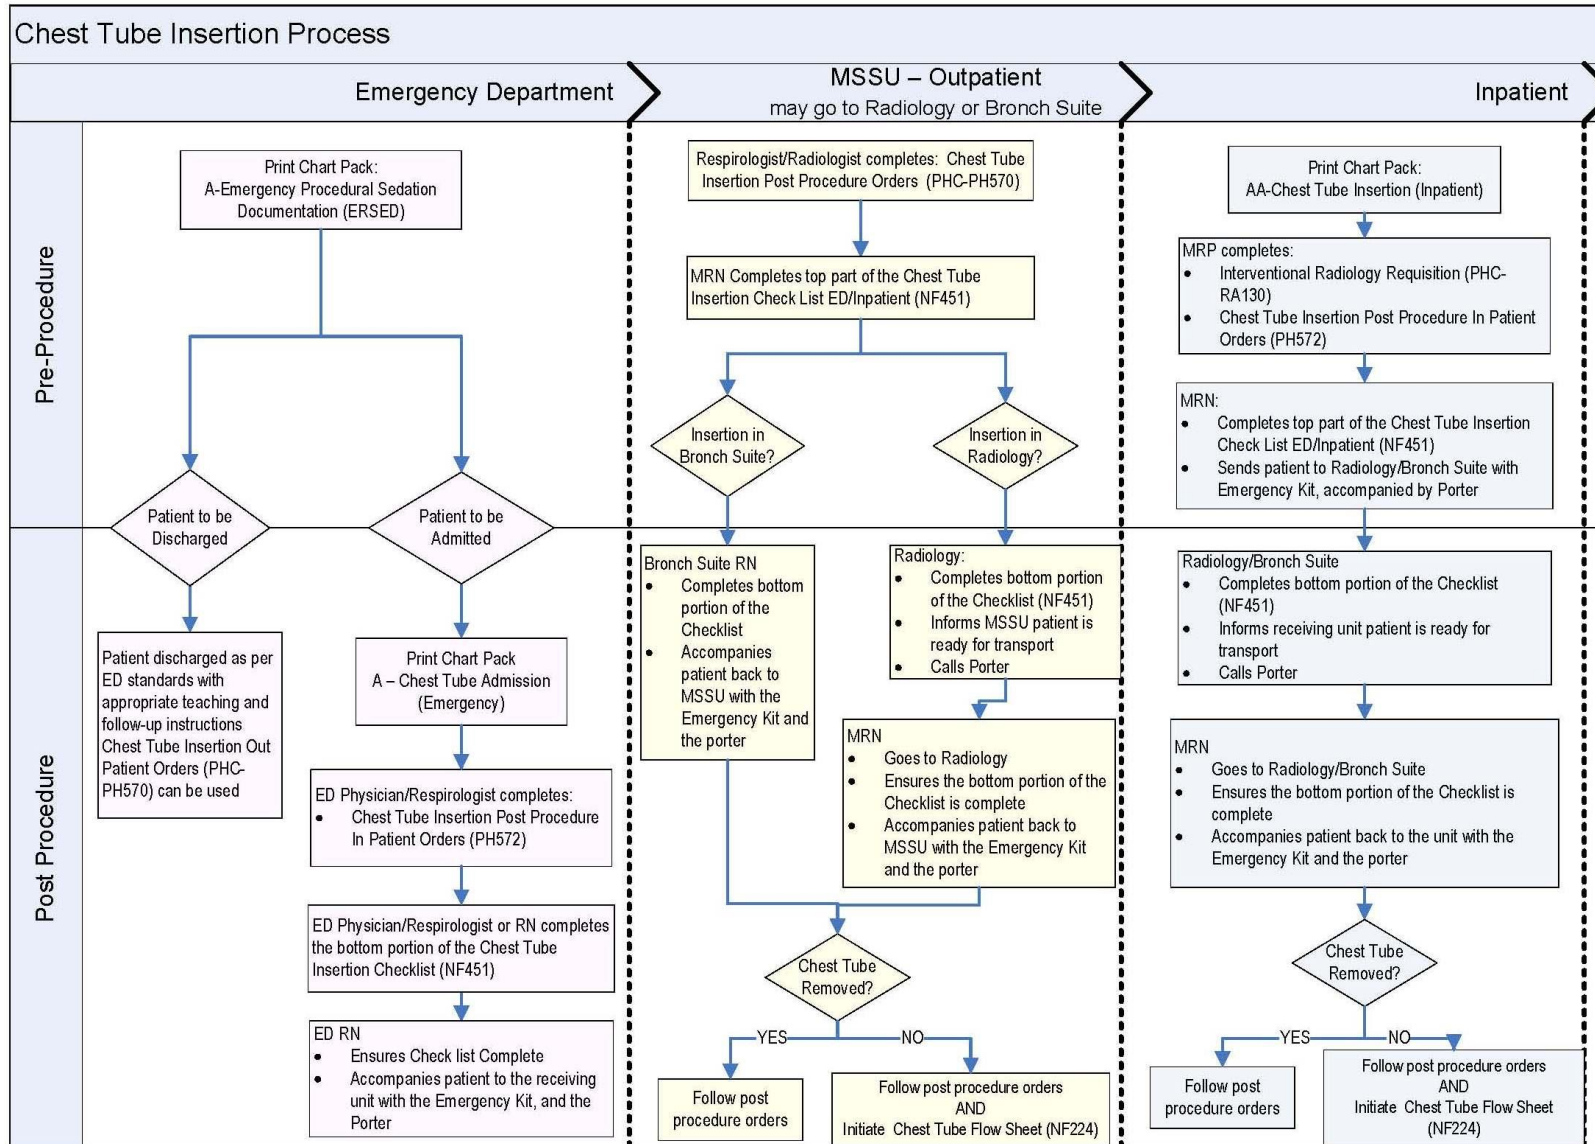 Chest Tube Insertion Process
Emergency Department
MSSU – Outpatient
may go to Radiology or Bronch Suite
Inpatient
Pre-Procedure
Print Chart Pack:
A-Emergency Procedural Sedation
Documentation (ERSED)
Patient to be
Discharged
Patient to be
Admitted
Respirologist/Radiologist completes: Chest Tube
Insertion Post Procedure Orders (PHC-PH570)
MRN Completes top part of the Chest Tube
Insertion Check List ED/Inpatient (NF451)
Insertion in
Bronch Suite?
Insertion in
Radiology?
Print Chart Pack:
AA-Chest Tube Insertion (Inpatient)
MRP completes:
• Interventional Radiology Requisition (PHC-
RA130)
• Chest Tube Insertion Post Procedure In Patient
Orders (PH572)
MRN:
• Completes top part of the Chest Tube Insertion
Check List ED/Inpatient (NF451)
• Sends patient to Radiology/Bronch Suite with
Emergency Kit, accompanied by Porter
Post Procedure
Patient discharged as per
ED standards with
appropriate teaching and
follow-up instructions
Chest Tube Insertion Out
Patient Orders (PHC-
PH570) can be used
Print Chart Pack
A – Chest Tube Admission
(Emergency)
ED Physician/Respirologist completes:
• Chest Tube Insertion Post Procedure
In Patient Orders (PH572)
ED Physician/Respirologist or RN completes
the bottom portion of the Chest Tube
Insertion Checklist (NF451)
ED RN
• Ensures Check list Complete
• Accompanies patient to the receiving
unit with the Emergency Kit, and the
Porter
Bronch Suite RN
• Completes bottom
portion of the
Checklist
• Accompanies
patient back to
MSSU with the
Emergency Kit and
the porter
Radiology:
• Completes bottom portion
of the Checklist (NF451)
• Informs MSSU patient is
ready for transport
• Calls Porter
MRN
• Goes to Radiology
• Ensures the bottom portion of the
Checklist is complete
• Accompanies patient back to
MSSU with the Emergency Kit
and the porter
Chest Tube
Removed?
YES
NO
Follow post
procedure orders
Follow post procedure orders
AND
Initiate Chest Tube Flow Sheet (NF224)
Radiology/Bronch Suite
• Completes bottom portion of the Checklist
(NF451)
• Informs receiving unit patient is ready for
transport
• Calls Porter
MRN
• Goes to Radiology/Bronch Suite
• Ensures the bottom portion of the Checklist is
complete
• Accompanies patient back to the unit with the
Emergency Kit and the porter
Chest Tube
Removed?
YES
NO
Follow post
procedure orders
Follow post procedure orders
AND
Initiate Chest Tube Flow Sheet
(NF224)